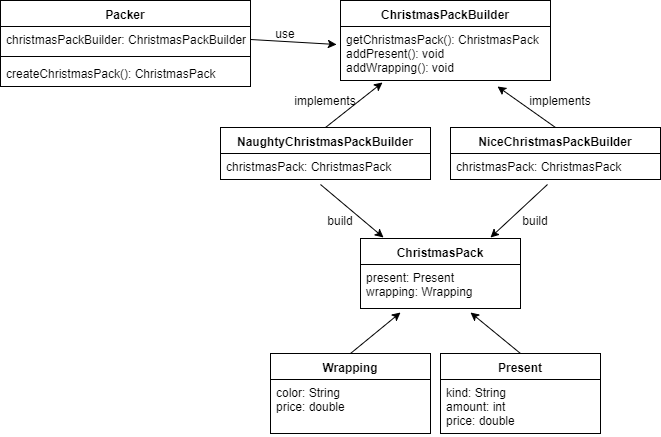 Packer
christmasPackBuilder: ChristmasPackBuilder
createChristmasPack(): ChristmasPack
use
ChristmasPackBuilder
getChristmasPack(): ChristmasPack
addPresent(): void
addWrapping(): void
implements
implements
NaughtyChristmasPackBuilder
christmasPack: ChristmasPack
NiceChristmasPackBuilder
christmasPack: ChristmasPack
build
build
ChristmasPack
present: Present
wrapping: Wrapping
Wrapping
color: String
price: double
Present
kind: String
amount: int
price: double